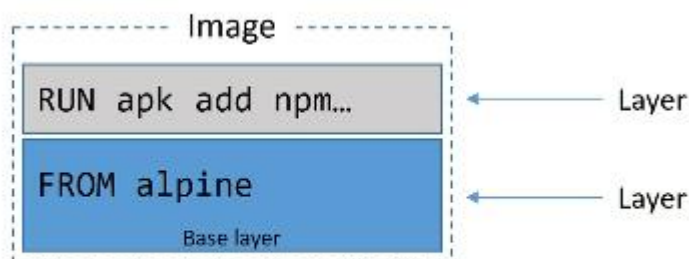 Image
RUN apk add npm…
Layer
FROM alpine
Layer
Base layer